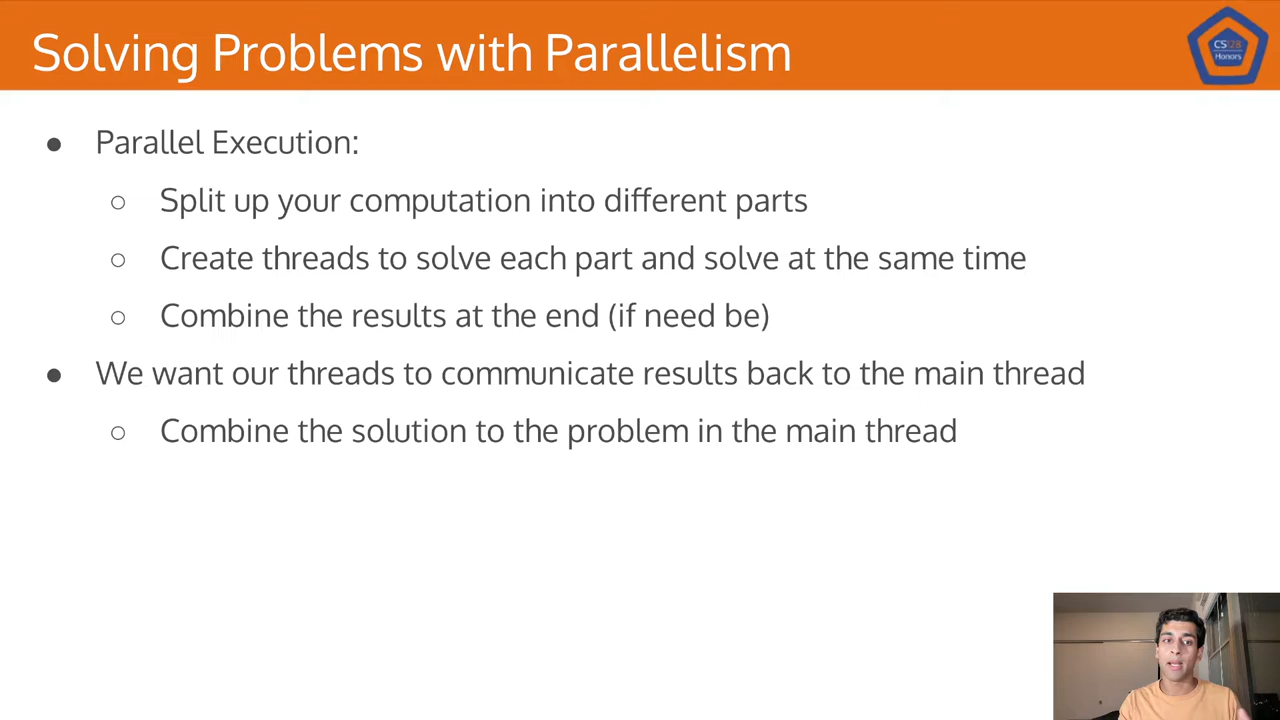 Solving Problems with Parallelism
CS128
Honors
● Parallel Execution:
○ Split up your computation into different parts
○ Create threads to solve each part and solve at the same time
○ Combine the results at the end (if need be)
● We want our threads to communicate results back to the main thread
○ Combine the solution to the problem in the main thread